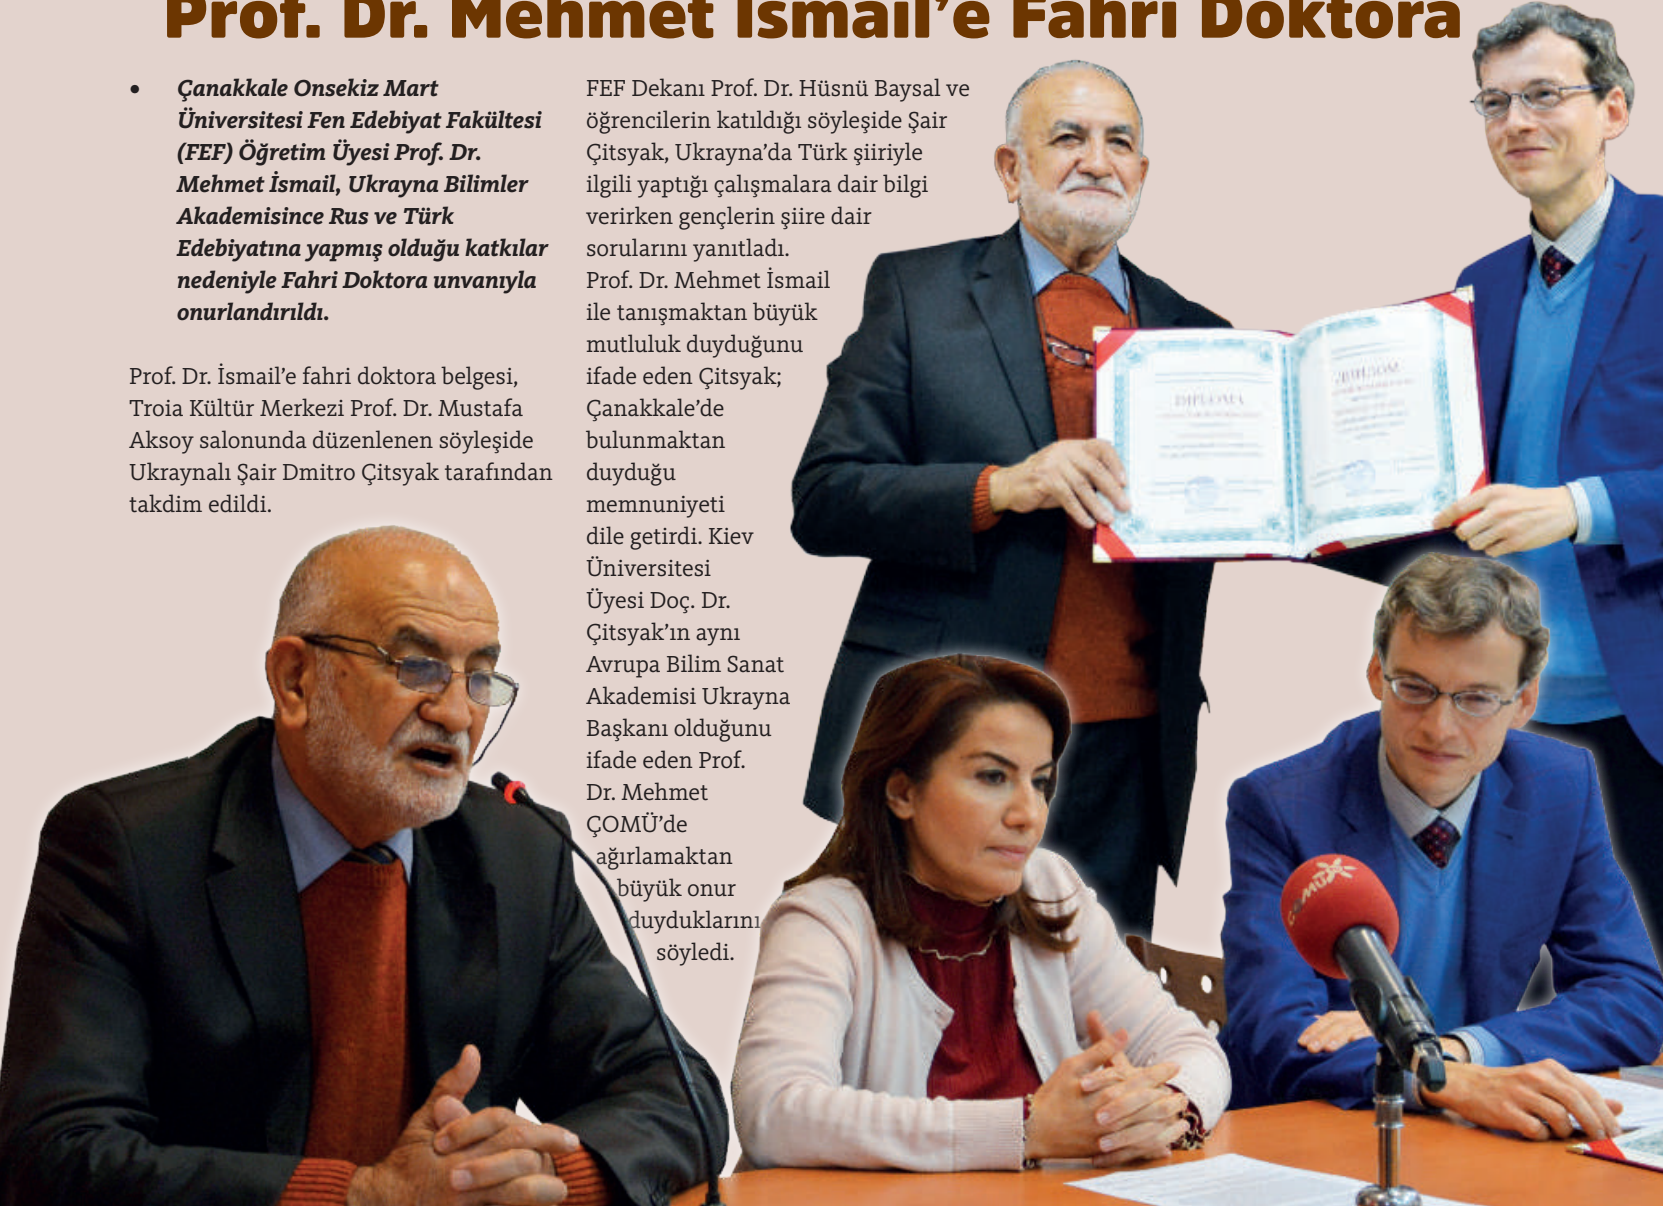 Prof. Dr. Mehmet İsmail’e Fahri Doktora
• Çanakkale Onsekiz Mart
Üniversitesi Fen Edebiyat Fakültesi
(FEF) Öğretim Üyesi Prof. Dr.
Mehmet İsmail, Ukrayna Bilimler
Akademisince Rus ve Türk
Edebiyatına yapmış olduğu katkılar
nedeniyle Fahri Doktora unvanıyla
onurlandırıldı.
Prof. Dr. İsmail’e fahri doktora belgesi,
Troia Kültür Merkezi Prof. Dr. Mustafa
Aksoy salonunda düzenlenen söyleşide
Ukraynalı Şair Dmitro Çitsyak tarafından
takdim edildi.
FEF Dekanı Prof. Dr. Hüsnü Baysal ve
öğrencilerin katıldığı söyleşide Şair
Çitsyak, Ukrayna’da Türk şiiriyle
ilgili yaptığı çalışmalara dair bilgi
verirken gençlerin şiire dair
sorularını yanıtladı.
Prof. Dr. Mehmet İsmail
ile tanışmaktan büyük
mutluluk duyduğunu
ifade eden Çitsyak;
Çanakkale’de
bulunmaktan
duyduğu
memnuniyeti
dile getirdi. Kiev
Üniversitesi
Üyesi Doç. Dr.
Çitsyak’ın aynı
Avrupa Bilim Sanat
Akademisi Ukrayna
Başkanı olduğunu
ifade eden Prof.
Dr. Mehmet
ÇOMÜ’de
ağırlamaktan
büyük onur
duyduklarını
söyledi.
DIPLOMA
ÇOMÜ